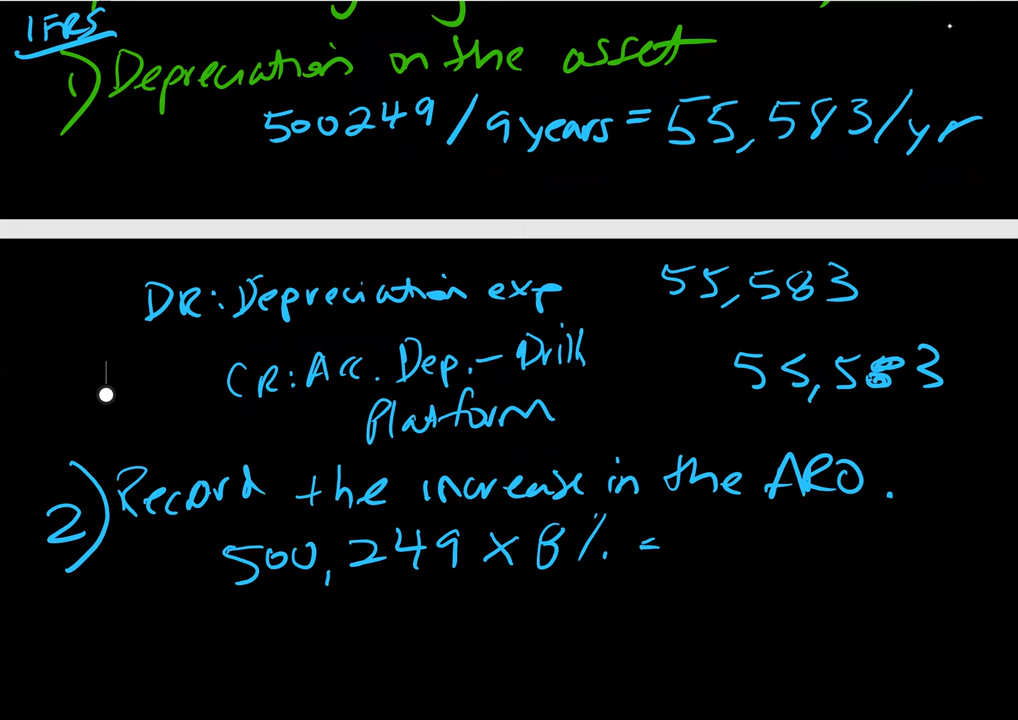 IFRS
1) Depreciation on the asset
500249 / 9 years = 55,583/yr
DR: Depreciation exp 55,583
CR: Acc. Dep. - Drill 55,583
Platform
2) Record the increase in the ARO.
500,249 × 8% =